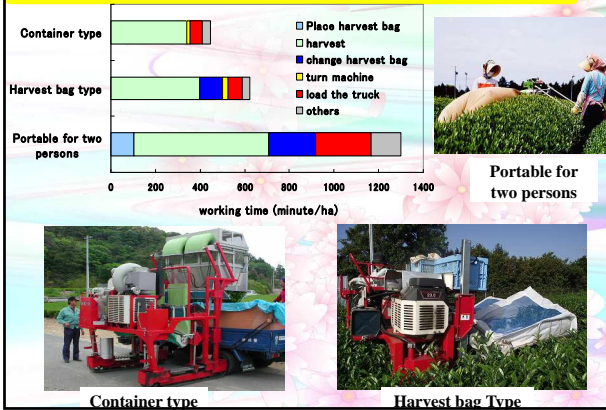 Container type
Harvest bag type
Portable for two
persons
Place harvest bag
harvest
change harvest bag
turn machine
load the truck
others
0 200 400 600 800 1000 1200 1400
working time (minute/ha)
Portable for
two persons
Container type
Harvest bag Type